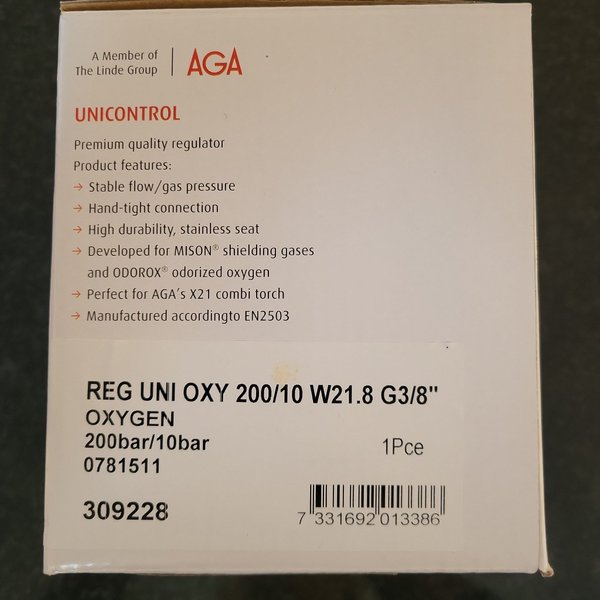 A Member of
The Linde Group
AGA
UNICONTROL
Premium quality regulator
Product features:
→ Stable flow/gas pressure
→ Hand-tight connection
→ High durability, stainless seat
→ Developed for MISON® shielding gases
and ODOROX® odorized oxygen
→ Perfect for AGA's X21 combi torch
→ Manufactured accordingto EN2503
REG UNI OXY 200/10 W21.8 G3/8"
OXYGEN
200bar/10bar
1Pce
0781511
309228
7 331692 013386